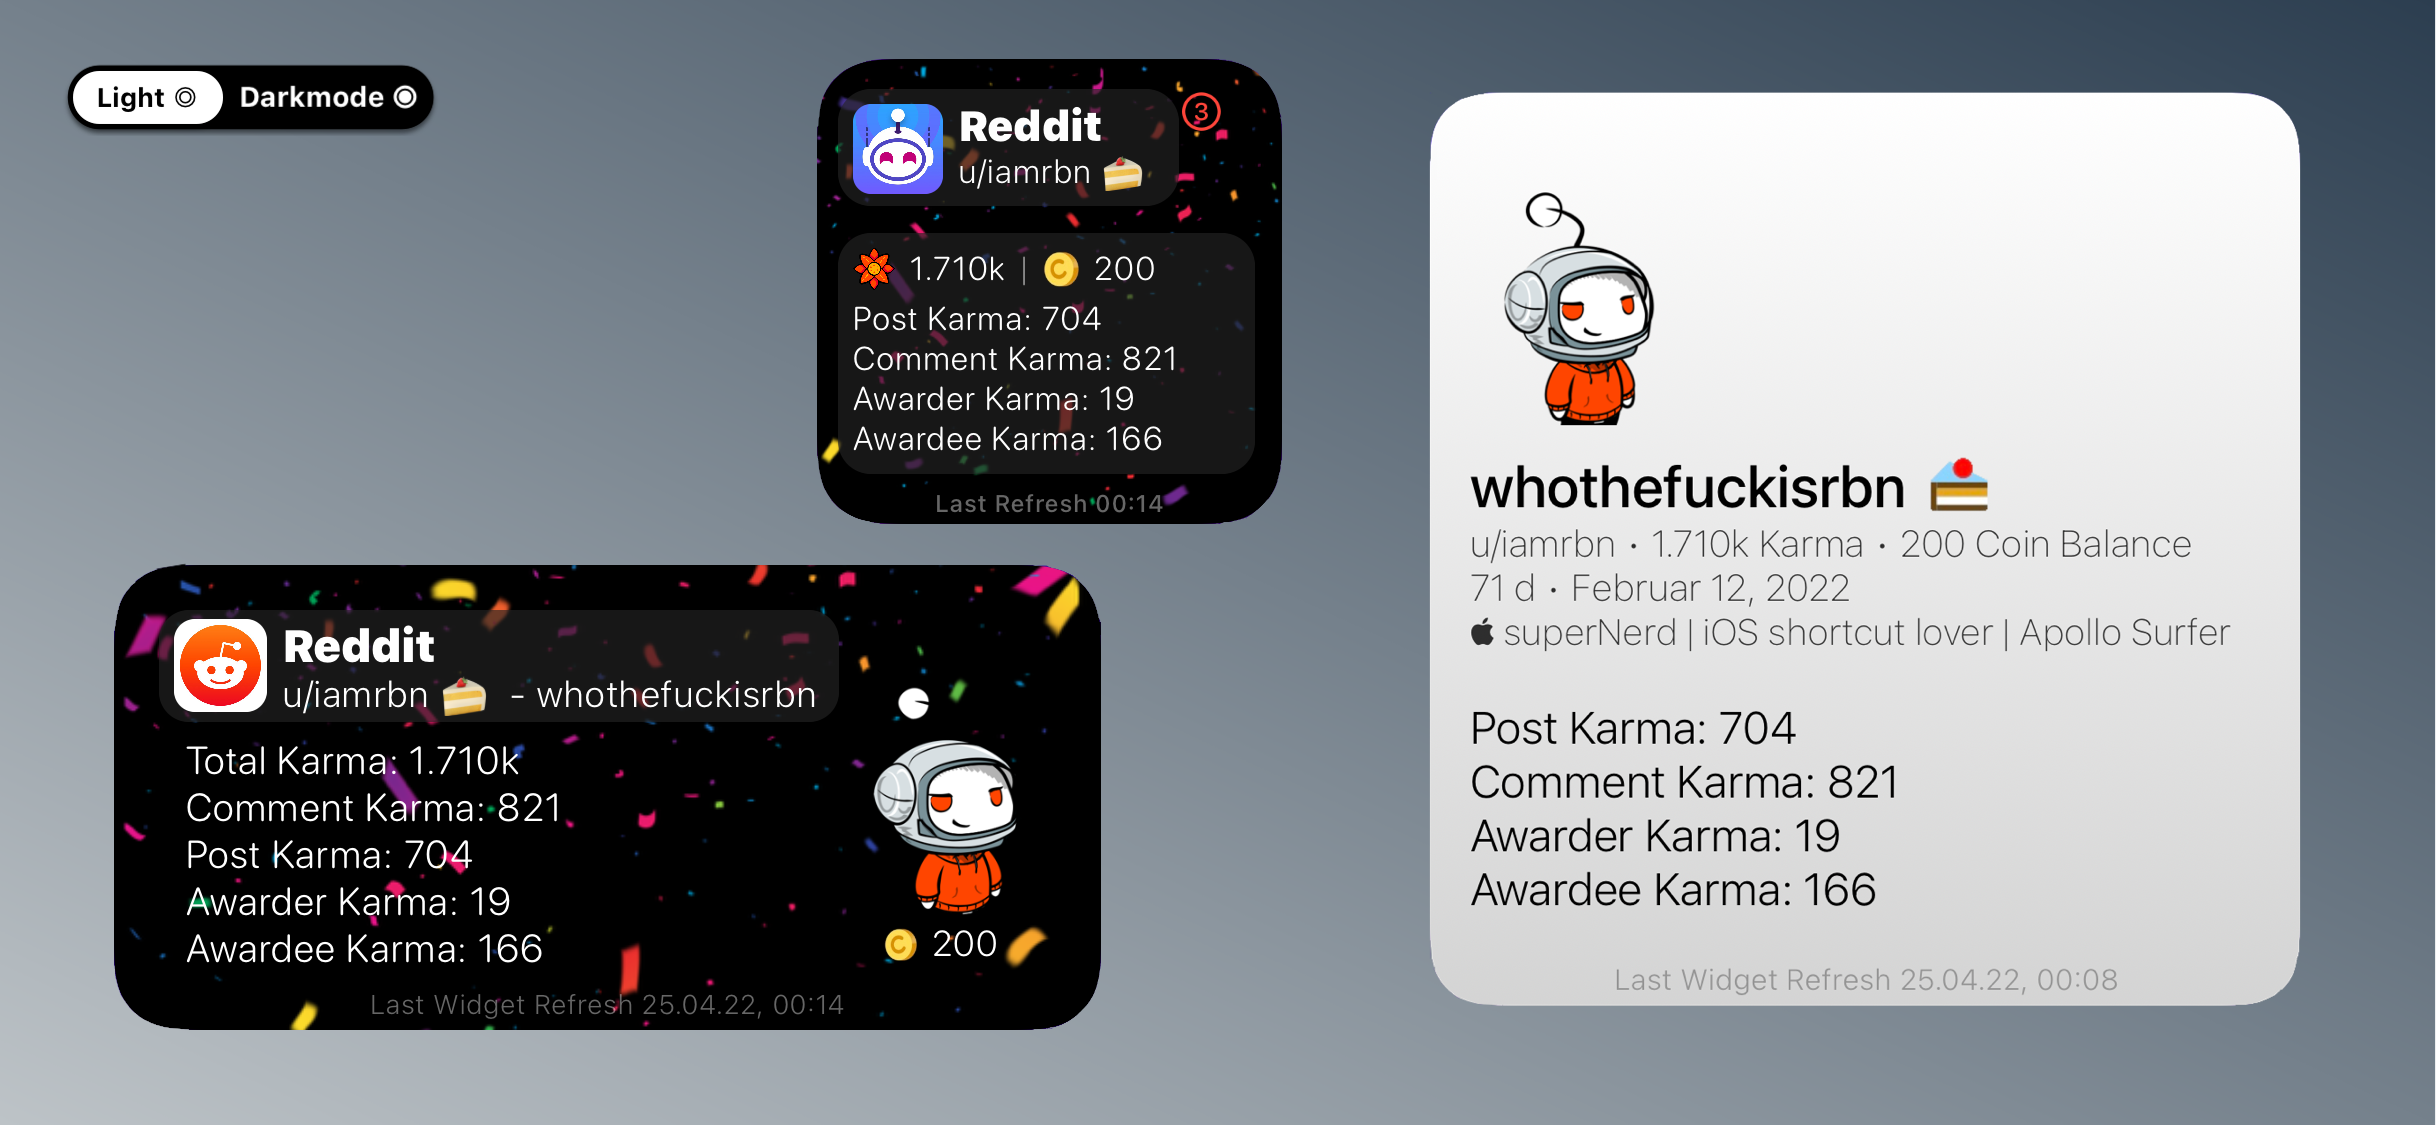 Light
Darkmode
Reddit
u/iamrbn
3
1.710k | C 200
Post Karma: 704
Comment Karma: 821
Awarder Karma: 19
Awardee Karma: 166
Last Refresh 00:14
Reddit
u/iamrbn - whothefuckisrbn
Total Karma: 1.710k
Comment Karma: 821
Post Karma: 704
Awarder Karma: 19
Awardee Karma: 166
C 200
Last Widget Refresh 25.04.22, 00:14
whothefuckisrbn
u/iamrbn • 1.710k Karma • 200 Coin Balance
71 d • Februar 12, 2022
superNerd | iOS shortcut lover | Apollo Surfer
Post Karma: 704
Comment Karma: 821
Awarder Karma: 19
Awardee Karma: 166
Last Widget Refresh 25.04.22, 00:08